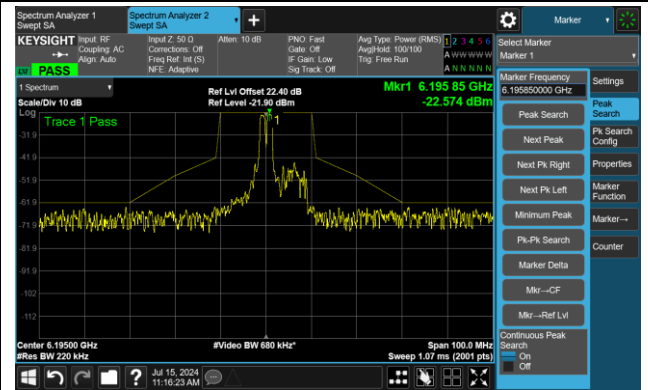 Spectrum Analyzer 1
Swept SA
Spectrum Analyzer 2
Swept SA
+
Marker
KEYSIGHT
Input: RF
Coupling: AC
Align: Auto
Input Z: 50 Ω
Corrections: Off
Freq Ref: Int (S)
NFE: Adaptive
Atten: 10 dB
PNO: Fast
Gate: Off
IF Gain: Low
Sig Track: Off
Avg Type: Power (RMS)
Avg|Hold: 100/100
Trig: Free Run
1 2 3 4 5 6
A W W W W W
A N N N N N
PASS
Select Marker
Marker 1
Marker Frequency
6.195850000 GHz
Settings
Peak Search
Next Peak
Next Pk Right
Next Pk Left
Minimum Peak
Pk-Pk Search
Marker Delta
Mkr→CF
Mkr→Ref Lvl
Continuous Peak
Search
On
Off
Peak
Search
Pk Search
Config
Properties
Marker
Function
Marker→
Counter
1 Spectrum
Scale/Div 10 dB
Ref Lvl Offset 22.40 dB
Ref Level -21.90 dBm
Mkr1 6.195 85 GHz
-22.574 dBm
Log
Trace 1 Pass
1
-31.9
-41.9
-51.9
-61.9
-71.9
-81.9
-91.9
-102
-112
Center 6.19500 GHz
#Res BW 220 kHz
#Video BW 680 kHz*
Span 100.0 MHz
Sweep 1.07 ms (2001 pts)
?
Jul 15, 2024
11:16:23 AM